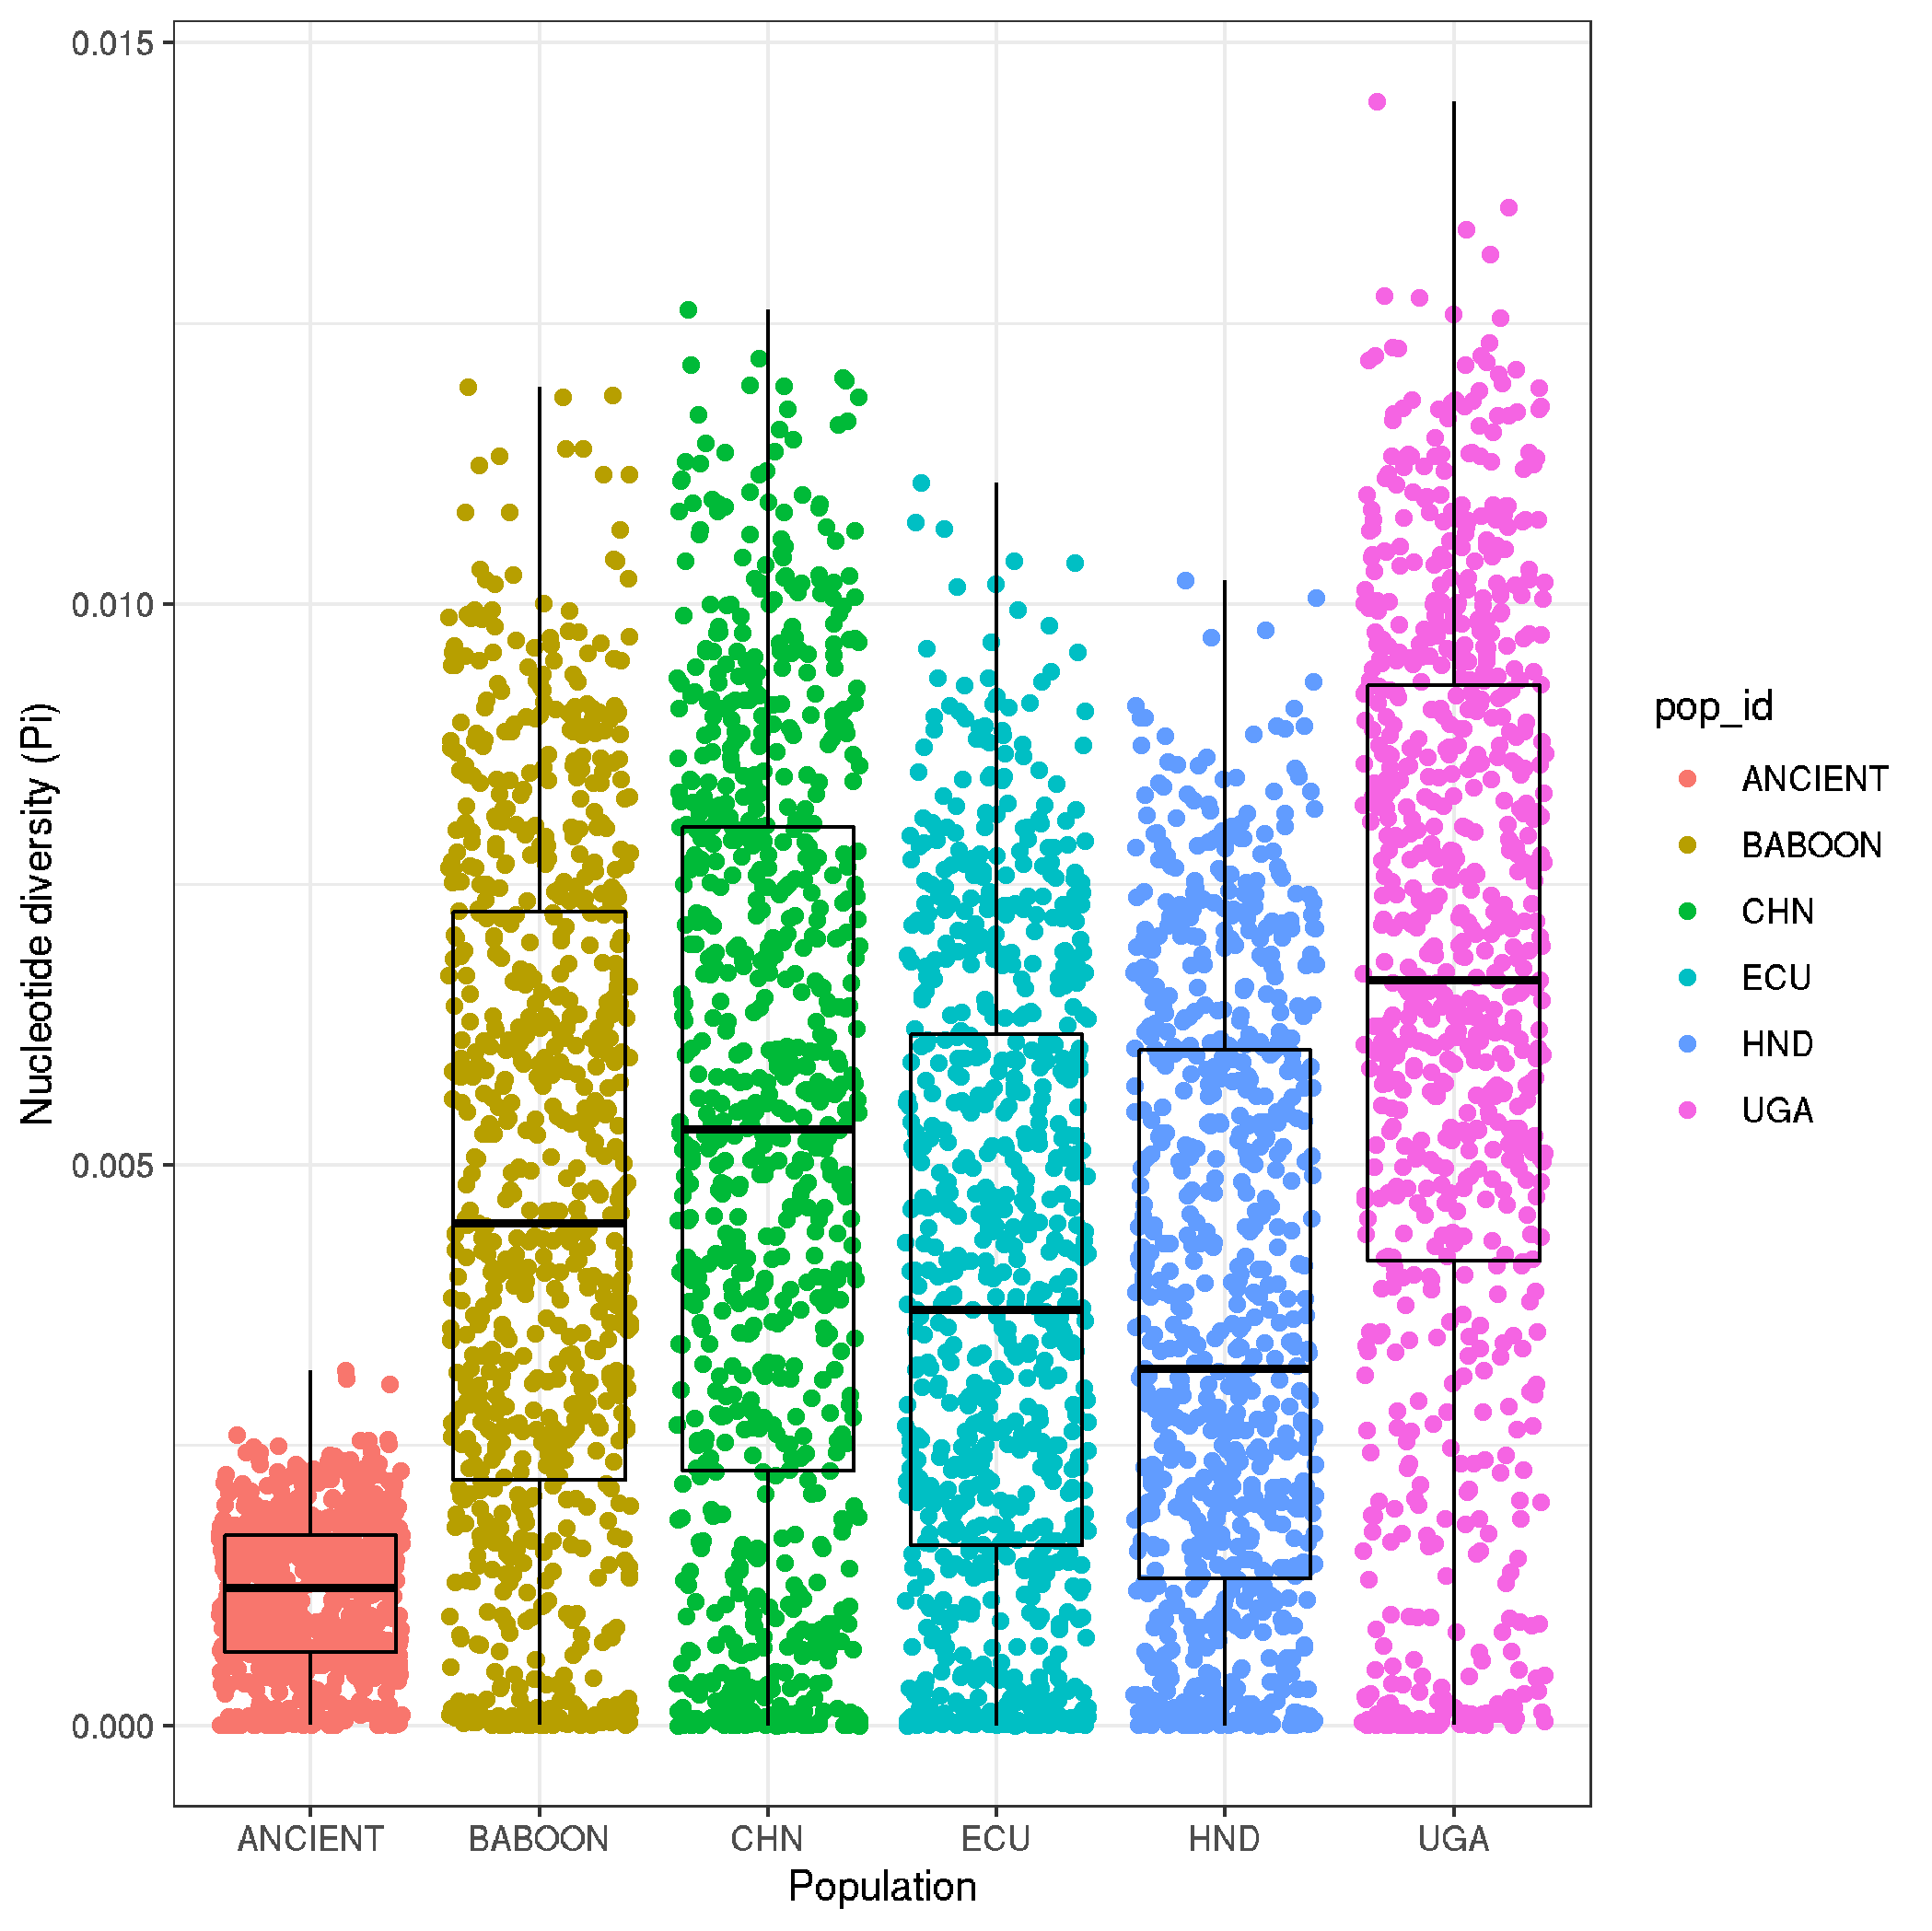 0.015
0.010
0.005
0.000
Nucleotide diversity (Pi)
ANCIENT BABOON CHN ECU HND UGA
Population
pop_id
ANCIENT
BABOON
CHN
ECU
HND
UGA